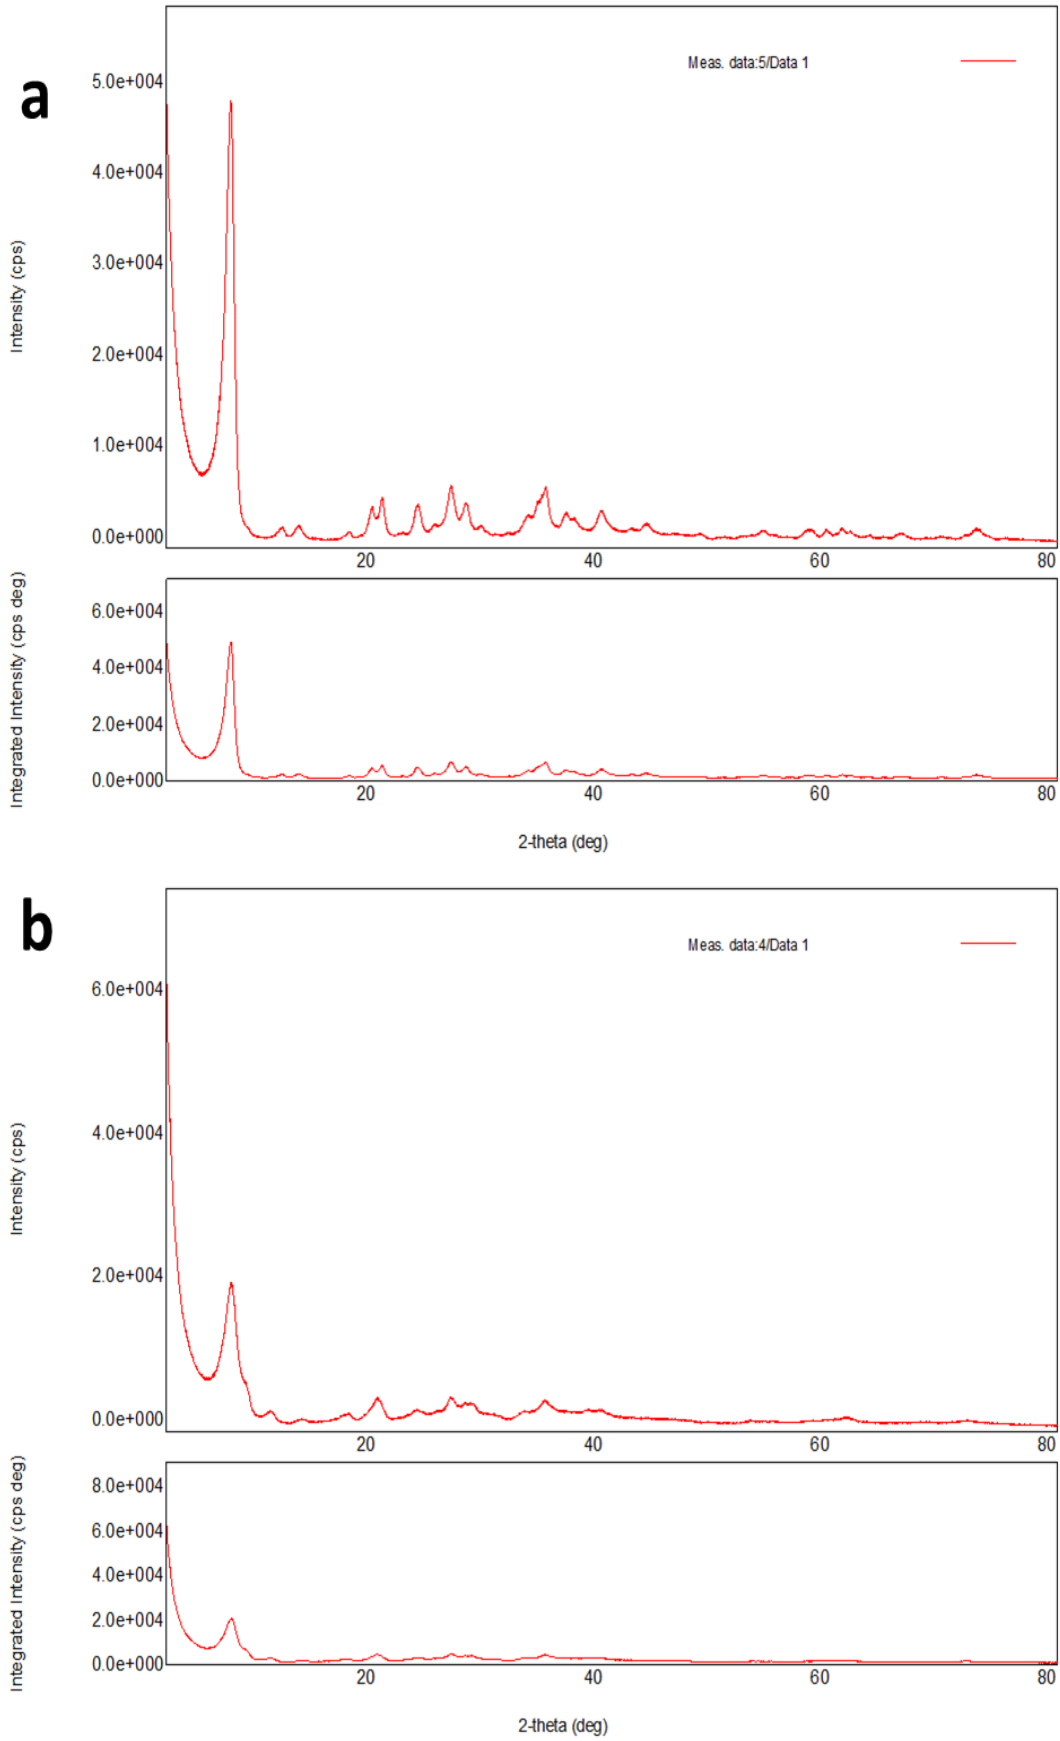 a
Meas. data:5/Data 1
Intensity (cps)
5.0e+004
4.0e+004
3.0e+004
2.0e+004
1.0e+004
0.0e+000
20 40 60 80
Integrated Intensity (cps deg)
6.0e+004
4.0e+004
2.0e+004
0.0e+000
20 40 60 80
2-theta (deg)
b
Meas. data:4/Data 1
Intensity (cps)
6.0e+004
4.0e+004
2.0e+004
0.0e+000
20 40 60 80
Integrated Intensity (cps deg)
8.0e+004
6.0e+004
4.0e+004
2.0e+004
0.0e+000
20 40 60 80
2-theta (deg)